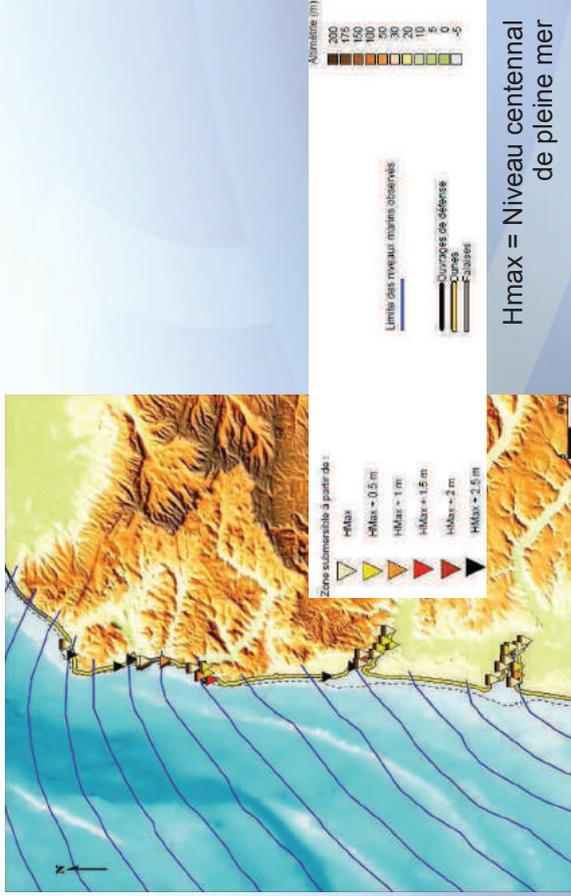 Zone submersible à partir de :
HMax
HMax + 0.5 m
HMax + 1 m
HMax + 1.5 m
HMax + 2 m
HMax + 2.5 m
Limite des niveaux marins observés
Ouvrages de défense
Dunes
Falaises
Altimétrie (m)
200
175
150
100
50
30
20
10
5
0
-5
Hmax = Niveau centennal
de pleine mer
N